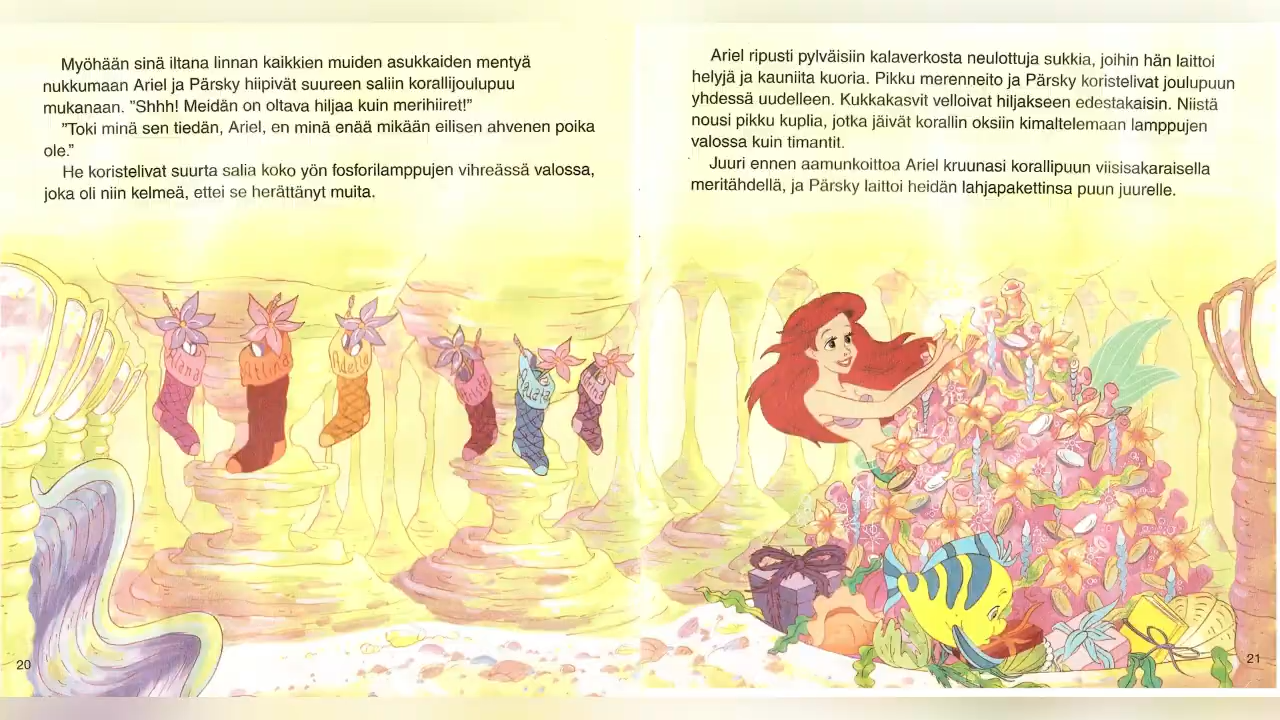 Myöhään sinä iltana linnan kaikkien muiden asukkaiden mentyä
nukkumaan Ariel ja Pärsky hiipivät suureen saliin korallijoulupuu
mukanaan. ”Shhh! Meidän on oltava hiljaa kuin merihiiret!”
”Toki minä sen tiedän, Ariel, en minä enää mikään eilisen ahvenen poika
ole.”
He koristelivat suurta salia koko yön fosforilamppujen vihreässä valossa,
joka oli niin kelmeä, ettei se herättänyt muita.
Alana
Attina
Adella
20
Ariel ripusti pylväisiin kalaverkosta neulottuja sukkia, joihin hän laittoi
helyjä ja kauniita kuoria. Pikku merenneito ja Pärsky koristelivat joulupuun
yhdessä uudelleen. Kukkakasvit velloivat hiljakseen edestakaisin. Niistä
nousi pikku kuplia, jotka jäivät korallin oksiin kimaltelemaan lamppujen
valossa kuin timantit.
Juuri ennen aamunkoittoa Ariel kruunasi korallipuun viisisakaraisella
meritähdellä, ja Pärsky laittoi heidän lahjapakettinsa puun juurelle.
21